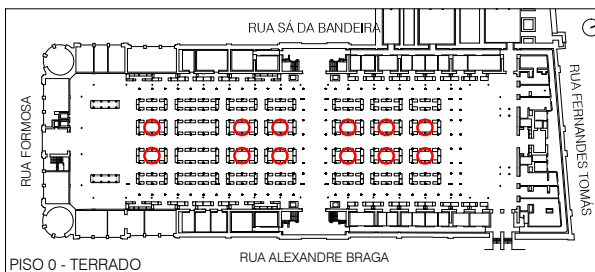 RUA SÁ DA BANDEIRA
RUA FORMOSA
RUA FERNANDES TOMÁS
RUA ALEXANDRE BRAGA
PISO 0 - TERRADO